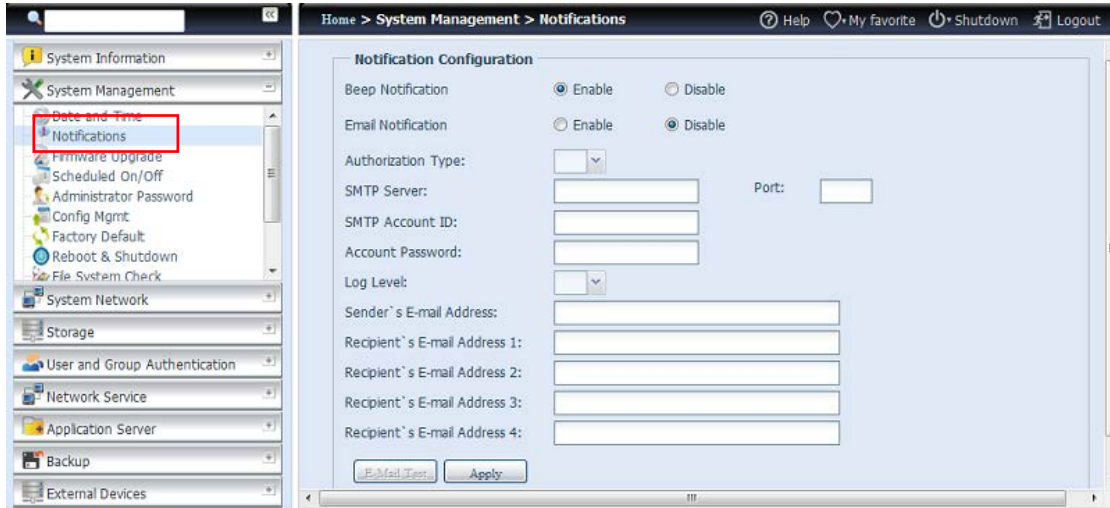 Home > System Management > Notifications
Help My favorite Shutdown Logout
System Information
System Management
Date and Time
Notifications
Firmware Upgrade
Scheduled On/Off
Administrator Password
Config Mgmt
Factory Default
Reboot & Shutdown
File System Check
System Network
Storage
User and Group Authentication
Network Service
Application Server
Backup
External Devices
Notification Configuration
Beep Notification Enable Disable
Email Notification Enable Disable
Authorization Type:
SMTP Server: Port:
SMTP Account ID:
Account Password:
Log Level:
Sender`s E-mail Address:
Recipient`s E-mail Address 1:
Recipient`s E-mail Address 2:
Recipient`s E-mail Address 3:
Recipient`s E-mail Address 4:
E-Mail Test Apply